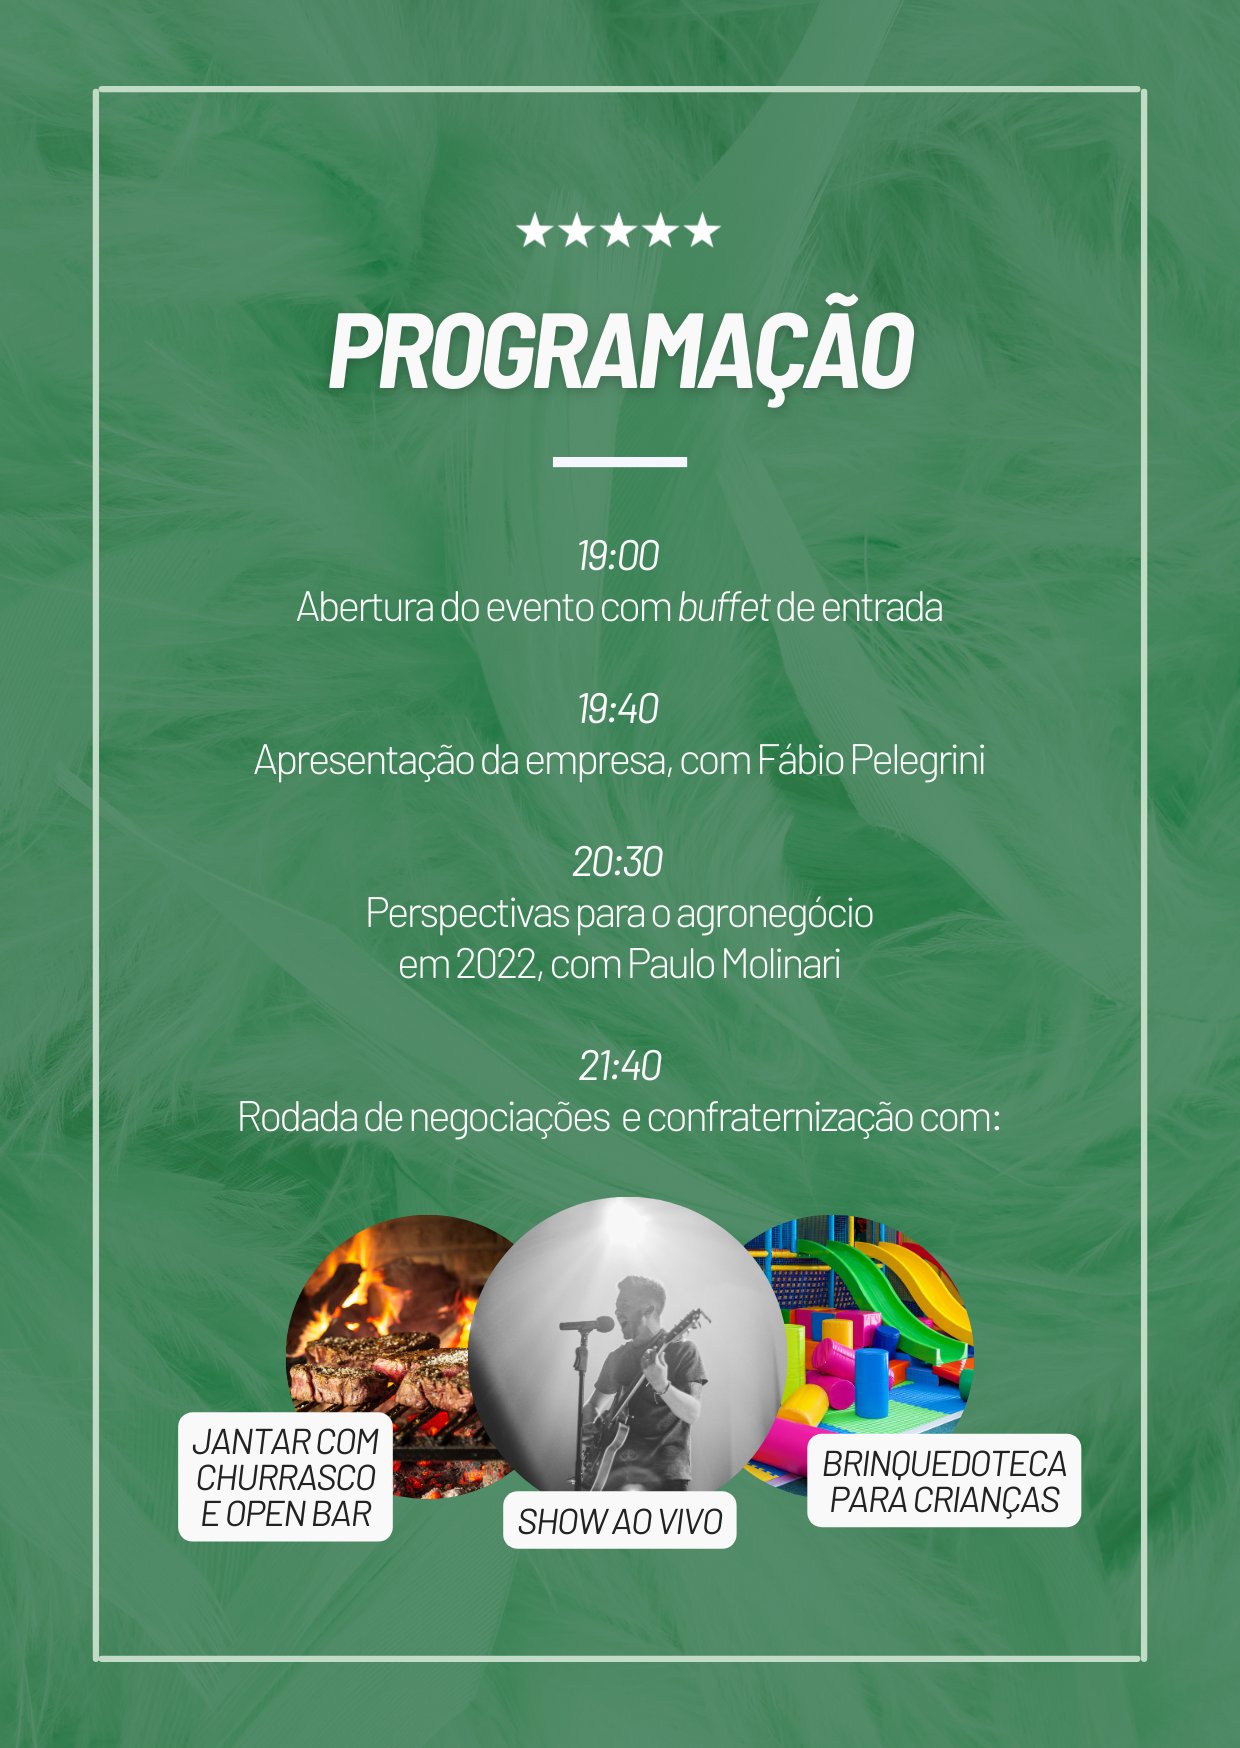 PROGRAMAÇÃO
19:00
Abertura do evento com buffet de entrada
19:40
Apresentação da empresa, com Fábio Pelegrini
20:30
Perspectivas para o agronegócio
em 2022, com Paulo Molinari
21:40
Rodada de negociações e confraternização com:
JANTAR COM
CHURRASCO
E OPEN BAR
SHOW AO VIVO
BRINQUEDOTECA
PARA CRIANÇAS